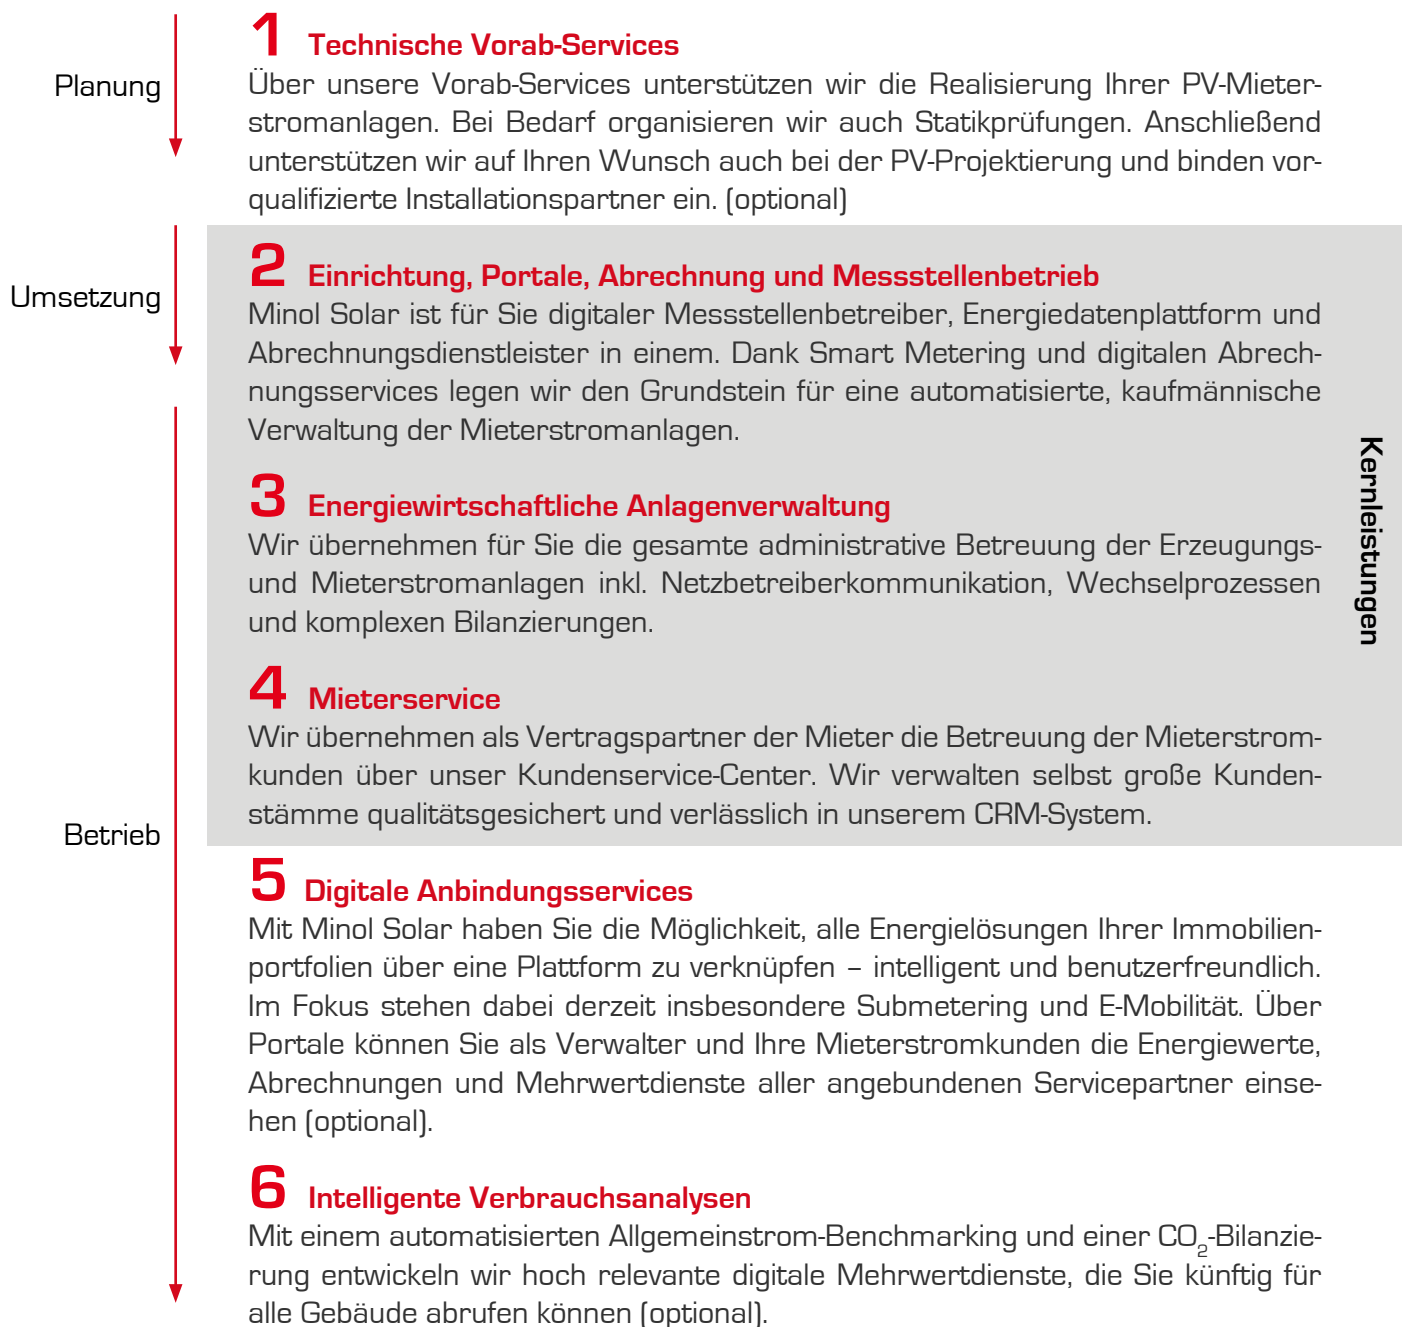 1 Technische Vorab-Services
Planung
Über unsere Vorab-Services unterstützen wir die Realisierung Ihrer PV-Mieter-
stromanlagen. Bei Bedarf organisieren wir auch Statikprüfungen. Anschließend
unterstützen wir auf Ihren Wunsch auch bei der PV-Projektierung und binden vor-
qualifizierte Installationspartner ein. (optional)
2 Einrichtung, Portale, Abrechnung und Messstellenbetrieb
Umsetzung
Minol Solar ist für Sie digitaler Messstellenbetreiber, Energiedatenplattform und
Abrechnungsdienstleister in einem. Dank Smart Metering und digitalen Abrech-
nungsservices legen wir den Grundstein für eine automatisierte, kaufmännische
Verwaltung der Mieterstromanlagen.
Kernleistungen
3 Energiewirtschaftliche Anlagenverwaltung
Wir übernehmen für Sie die gesamte administrative Betreuung der Erzeugungs-
und Mieterstromanlagen inkl. Netzbetreiberkommunikation, Wechselprozessen
und komplexen Bilanzierungen.
4 Mieterservice
Wir übernehmen als Vertragspartner der Mieter die Betreuung der Mieterstrom-
kunden über unser Kundenservice-Center. Wir verwalten selbst große Kunden-
stämme qualitätsgesichert und verlässlich in unserem CRM-System.
Betrieb
5 Digitale Anbindungsservices
Mit Minol Solar haben Sie die Möglichkeit, alle Energielösungen Ihrer Immobilien-
portfolien über eine Plattform zu verknüpfen – intelligent und benutzerfreundlich.
Im Fokus stehen dabei derzeit insbesondere Submetering und E-Mobilität. Über
Portale können Sie als Verwalter und Ihre Mieterstromkunden die Energiewerte,
Abrechnungen und Mehrwertdienste aller angebundenen Servicepartner einse-
hen (optional).
6 Intelligente Verbrauchsanalysen
Mit einem automatisierten Allgemeinstrom-Benchmarking und einer CO₂-Bilanzie-
rung entwickeln wir hoch relevante digitale Mehrwertdienste, die Sie künftig für
alle Gebäude abrufen können (optional).